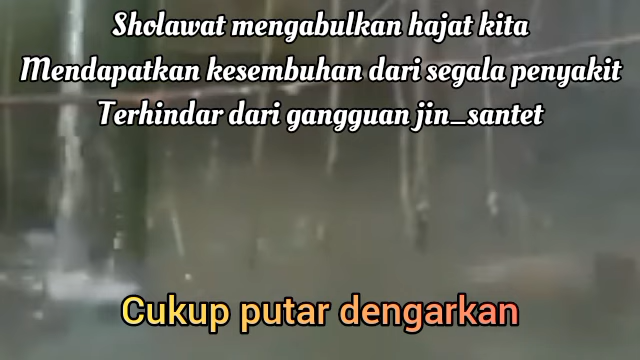 Sholawat mengabulkan hajat kita
Mendapatkan kesembuhan dari segala penyakit
Terhindar dari gangguan jin_santet
Cukup putar dengarkan